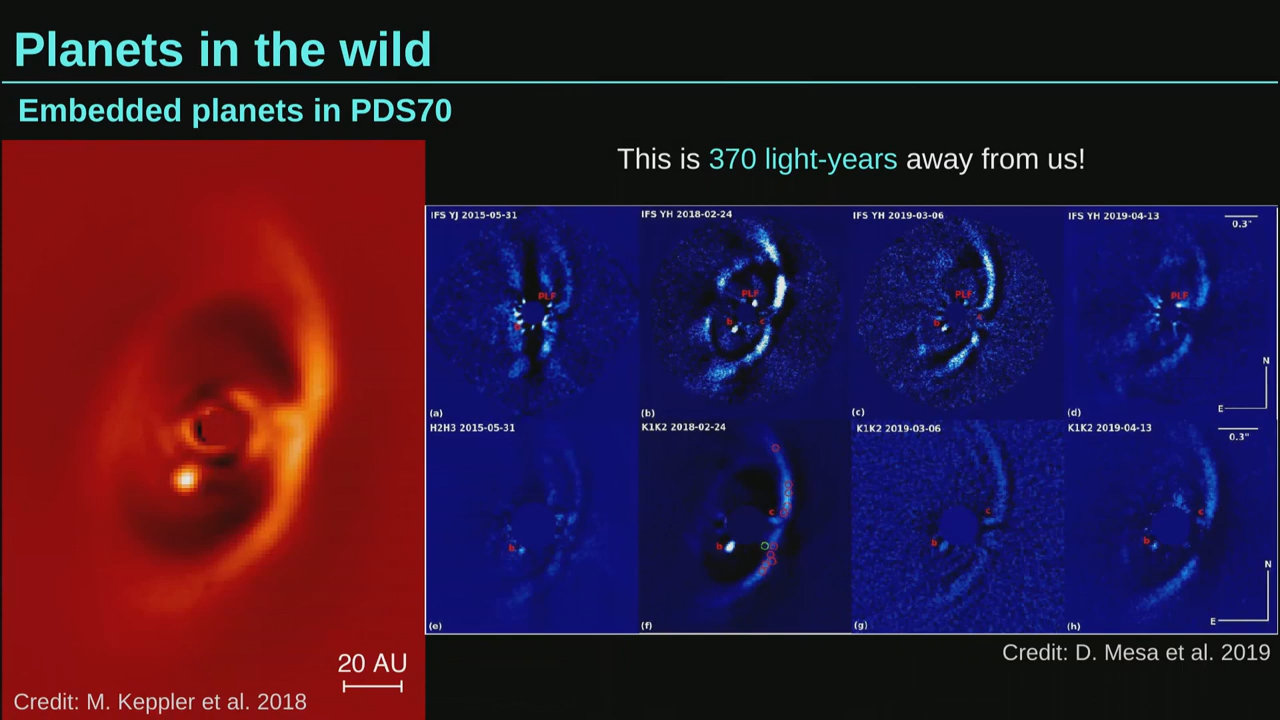 Planets in the wild
Embedded planets in PDS70
This is 370 light-years away from us!
IFS YJ 2015-05-31
IFS YH 2018-02-24
IFS YH 2019-03-06
IFS YH 2019-04-13
0.3"
PLF
PLF
b
c
PLF
b
PLF
N
E
(a)
(b)
(c)
(d)
H2H3 2015-05-31
K1K2 2018-02-24
K1K2 2019-03-06
K1K2 2019-04-13
0.3"
b
c
b
c
b
c
b
N
E
(e)
(f)
(g)
(h)
20 AU
Credit: M. Keppler et al. 2018
Credit: D. Mesa et al. 2019